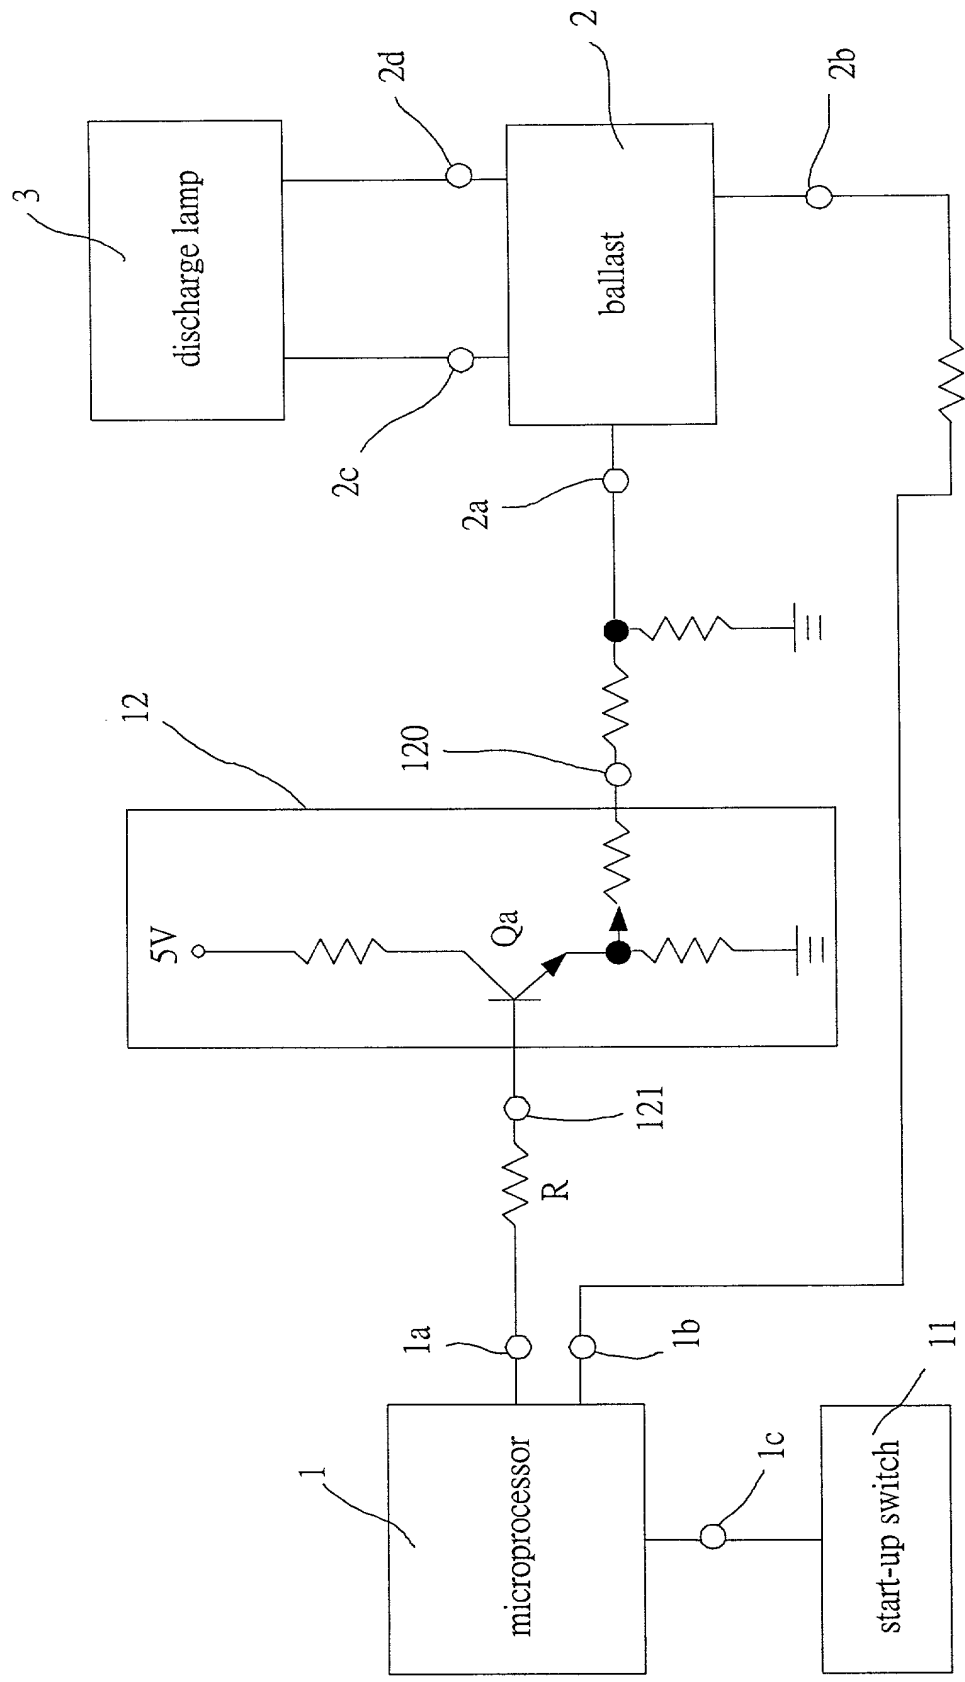 3
discharge lamp
2d
2c
2
ballast
2a
2b
12
120
5V
Qa
121
R
1a
1b
1
microprocessor
1c
11
start-up switch